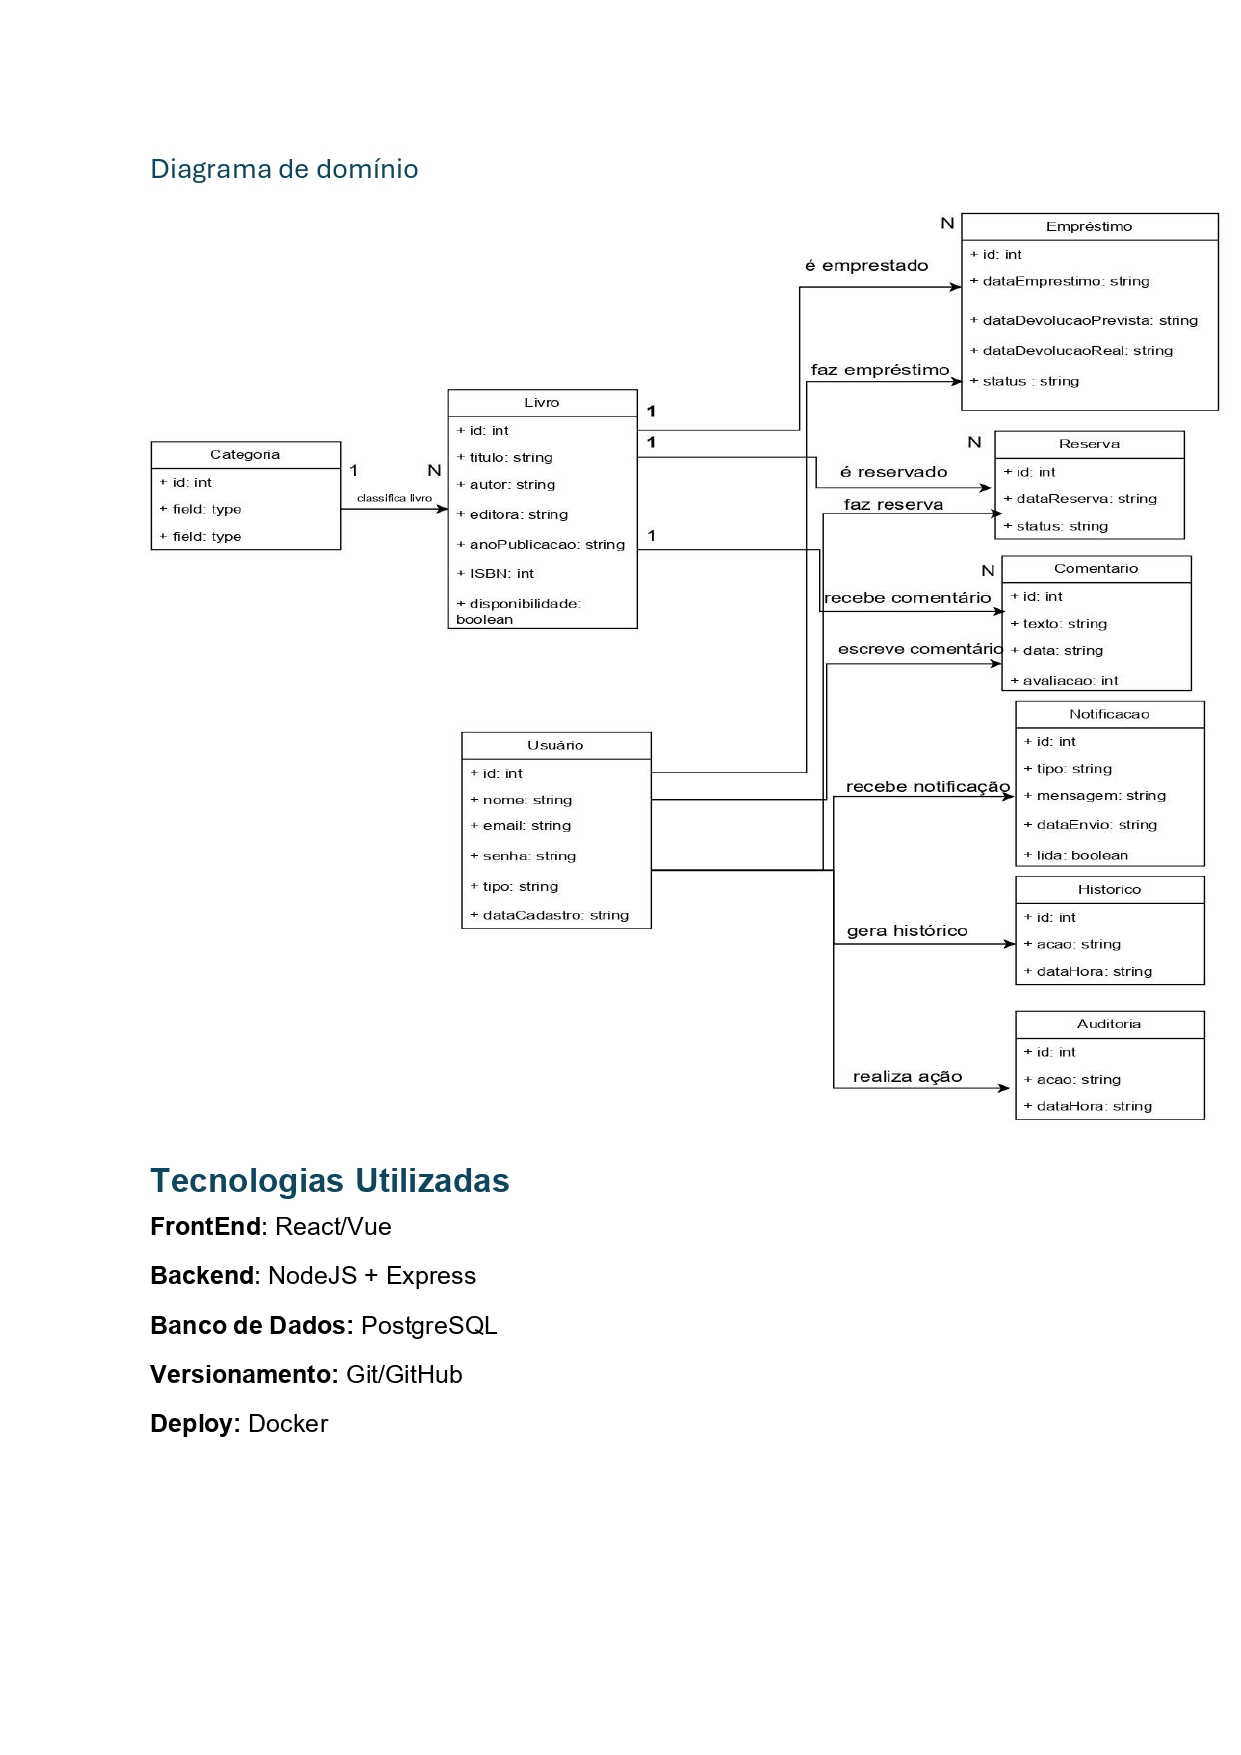 Diagrama de domínio
N
Empréstimo
+ id: int
+ dataEmprestimo: string
+ dataDevolucaoPrevista: string
+ dataDevolucaoReal: string
+ status : string
é emprestado
faz empréstimo
Livro
+ id: int
+ titulo: string
+ autor: string
+ editora: string
+ anoPublicacao: string
+ ISBN: int
+ disponibilidade:
boolean
1
1
1
Categoria
+ id: int
+ field: type
+ field: type
1
N
classifica livro
N
Reserva
+ id: int
+ dataReserva: string
+ status: string
é reservado
faz reserva
N
Comentario
+ id: int
+ texto: string
+ data: string
+ avaliacao: int
recebe comentário
escreve comentário
Notificacao
+ id: int
+ tipo: string
+ mensagem: string
+ dataEnvio: string
+ lida: boolean
Usuário
+ id: int
+ nome: string
+ email: string
+ senha: string
+ tipo: string
+ dataCadastro: string
recebe notificação
Historico
+ id: int
+ acao: string
+ dataHora: string
gera histórico
Auditoria
+ id: int
+ acao: string
+ dataHora: string
realiza ação
Tecnologias Utilizadas
FrontEnd: React/Vue
Backend: NodeJS + Express
Banco de Dados: PostgreSQL
Versionamento: Git/GitHub
Deploy: Docker